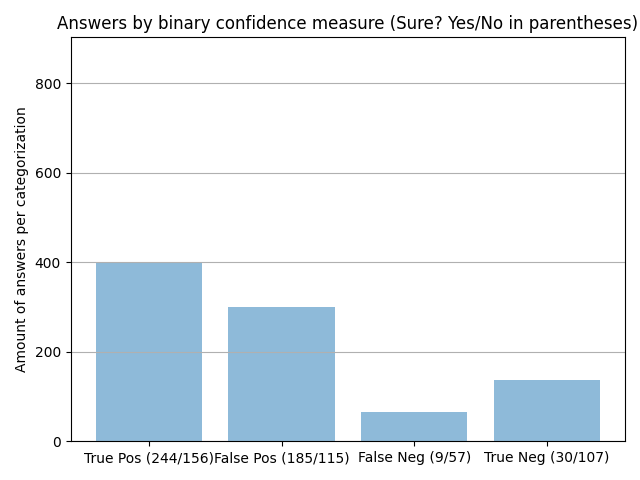 Answers by binary confidence measure (Sure? Yes/No in parentheses)
Amount of answers per categorization
800
600
400
200
0
True Pos (244/156)
False Pos (185/115)
False Neg (9/57)
True Neg (30/107)